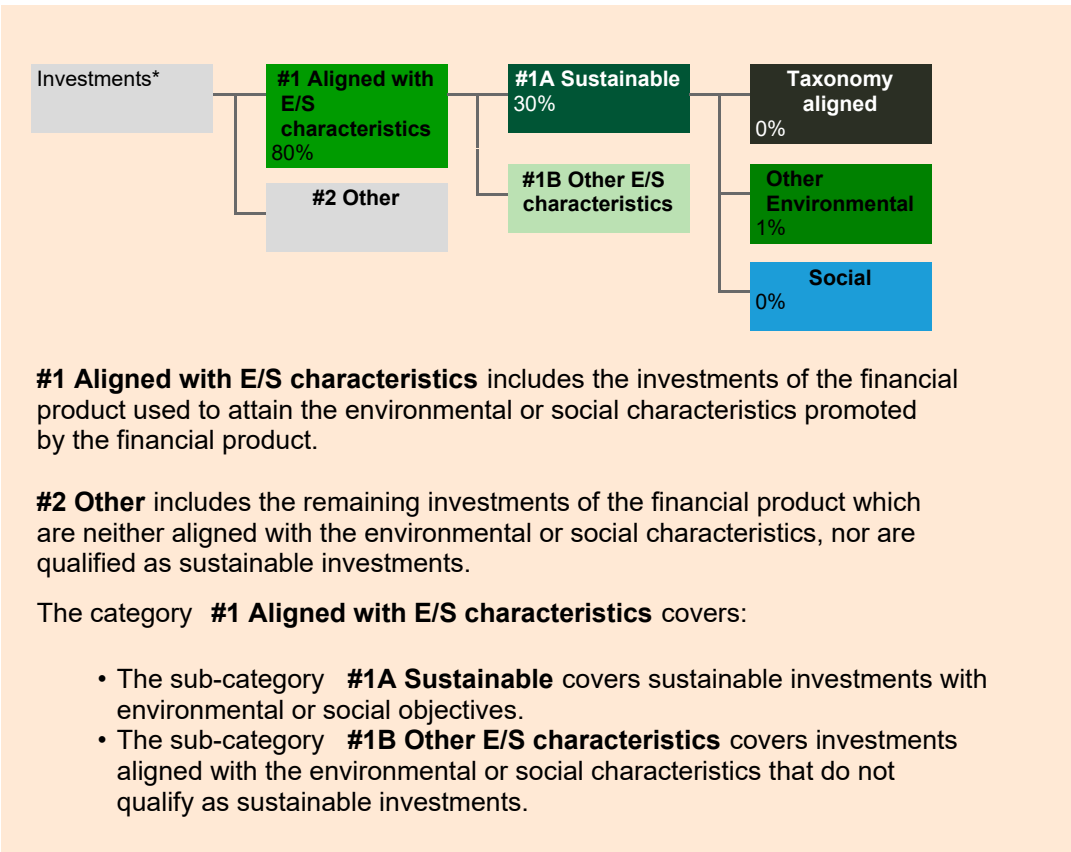 Investments*
#1 Aligned with
E/S
characteristics
80%
#2 Other
#1A Sustainable
30%
#1B Other E/S
characteristics
Taxonomy
aligned
0%
Other
Environmental
1%
Social
0%
#1 Aligned with E/S characteristics includes the investments of the financial
product used to attain the environmental or social characteristics promoted
by the financial product.
#2 Other includes the remaining investments of the financial product which
are neither aligned with the environmental or social characteristics, nor are
qualified as sustainable investments.
The category #1 Aligned with E/S characteristics covers:
• The sub-category #1A Sustainable covers sustainable investments with
environmental or social objectives.
• The sub-category #1B Other E/S characteristics covers investments
aligned with the environmental or social characteristics that do not
qualify as sustainable investments.